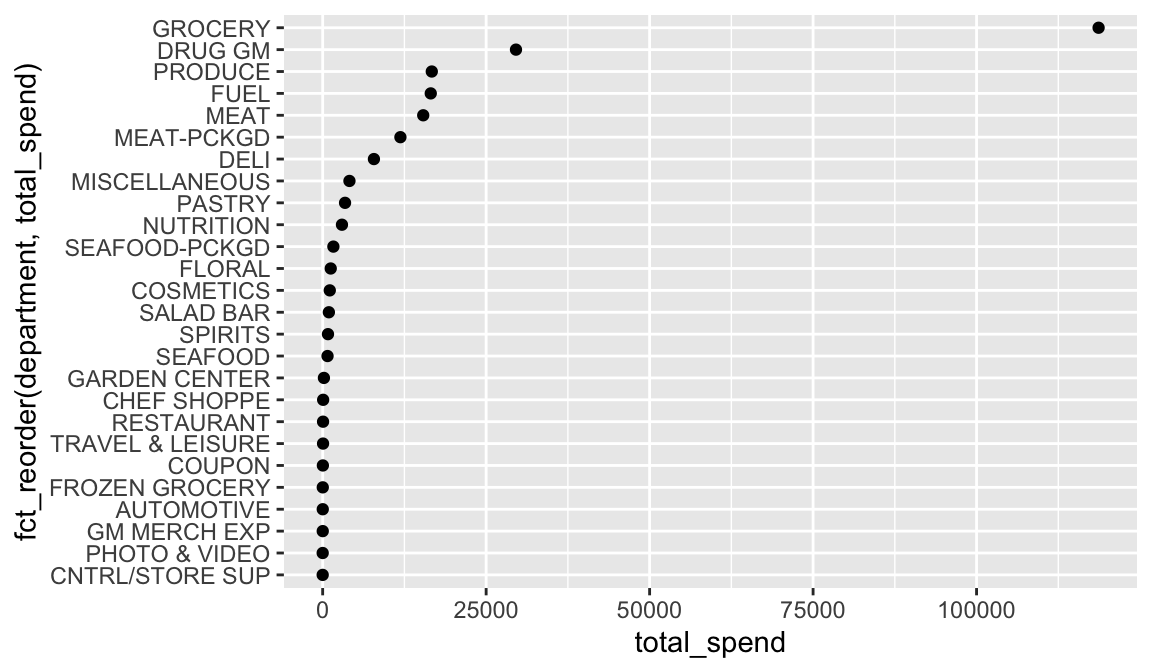 fct_reorder(department, total_spend)
GROCERY
DRUG GM
PRODUCE
FUEL
MEAT
MEAT-PCKGD
DELI
MISCELLANEOUS
PASTRY
NUTRITION
SEAFOOD-PCKGD
FLORAL
COSMETICS
SALAD BAR
SPIRITS
SEAFOOD
GARDEN CENTER
CHEF SHOPPE
RESTAURANT
TRAVEL & LEISURE
COUPON
FROZEN GROCERY
AUTOMOTIVE
GM MERCH EXP
PHOTO & VIDEO
CNTRL/STORE SUP
0 25000 50000 75000 100000
total_spend